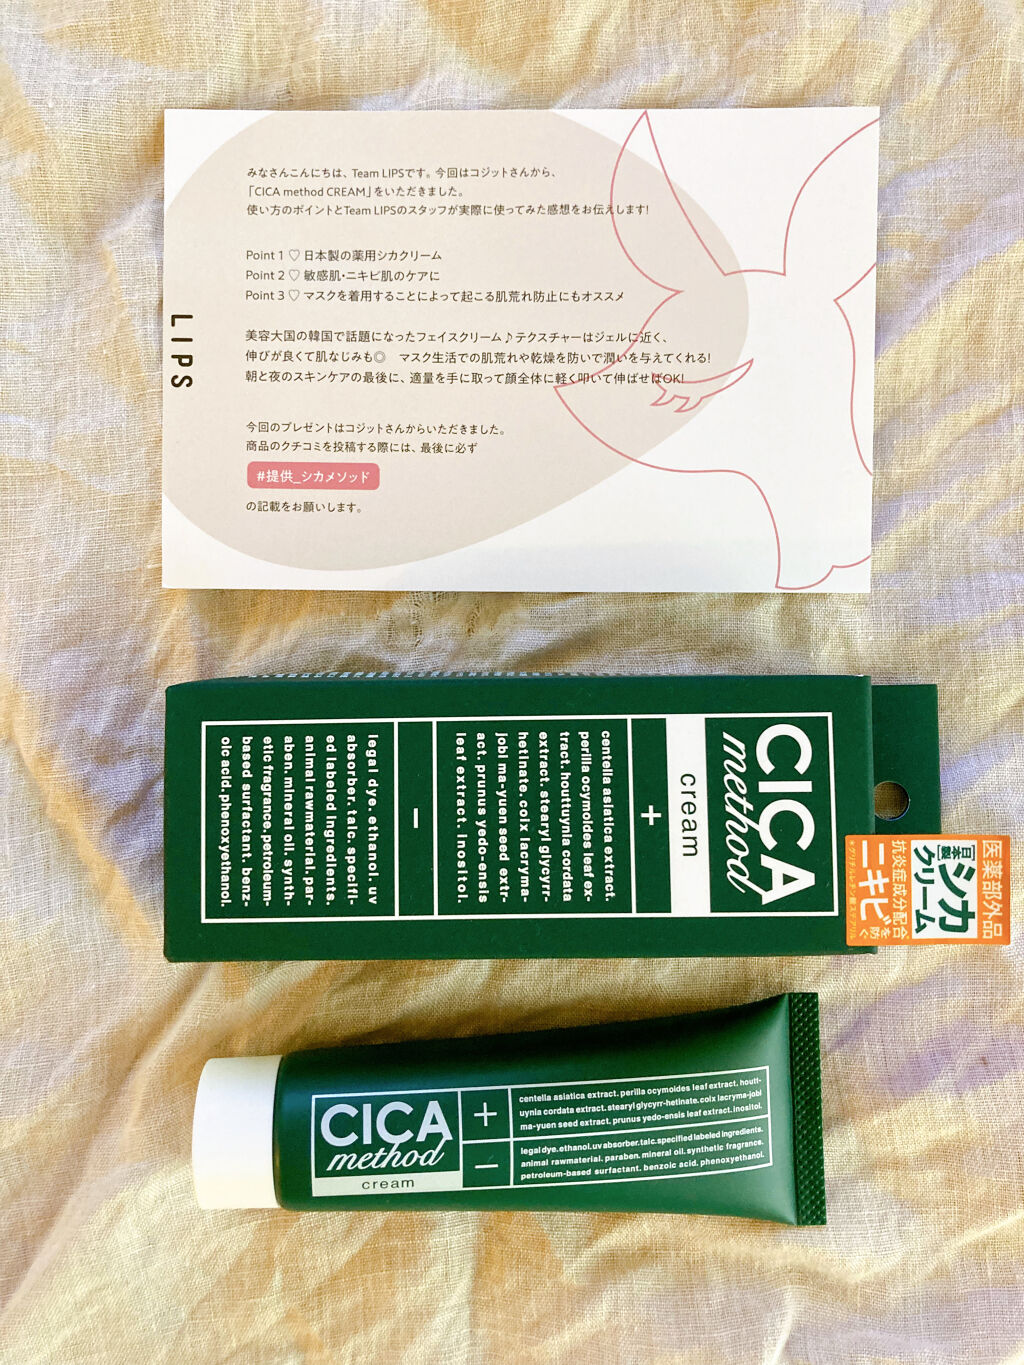 みなさんこんにちは、Team LIPSです。今回はコジットさんから、
「CICA method CREAM」をいただきました。
使い方のポイントとTeam LIPSのスタッフが実際に使ってみた感想をお伝えします!
Point 1 ♡ 日本製の薬用シカクリーム
Point 2 ♡ 敏感肌・ニキビ肌のケアに
Point 3 ♡ マスクを着用することによって起こる肌荒れ防止にもオススメ
LIPS
美容大国の韓国で話題になったフェイスクリーム♪テクスチャーはジェルに近く、
伸びが良くて肌なじみも◎ マスク生活での肌荒れや乾燥を防いで潤いを与えてくれる!
朝と夜のスキンケアの最後に、適量を手に取って顔全体に軽く叩いて伸ばせばOK!
今回のプレゼントはコジットさんからいただきました。
商品のクチコミを投稿する際には、最後に必ず
#提供_シカメソッド
の記載をお願いします。
CICA
method
cream
+
centella asiatica extract.
perilla ocymoides leaf ex-
tract. houttuynia cordata
extract. stearyl glycyrr-
hetinate. coix lacryma-
jobi ma-yuen seed extr-
act. prunus yedo-ensis
leaf extract. inositol.
−
legal dye. ethanol. uv
absorber. talc. specifi-
ed labeled ingredients.
animal rawmaterial. par-
aben. mineral oil. synth-
etic fragrance.petroleum-
based surfactant. benz-
oic acid. phenoxyethanol.
医薬部外品
[日本製]
シカ
クリーム
抗炎症成分配合
ニキビを防ぐ
*グリチルレチン酸ステアリル
CICA
method
cream
+
centella asiatica extract. perilla ocymoides leaf extract. houtt-
uynia cordata extract. stearyl glycyrr-hetinate.coix lacryma-jobi
ma-yuen seed extract. prunus yedo-ensis leaf extract. inositol.
−
legal dye. ethanol. uv absorber. talc. specified labeled ingredients.
animal rawmaterial. paraben. mineral oil. synthetic fragrance.
petroleum-based surfactant. benzoic acid. phenoxyethanol.